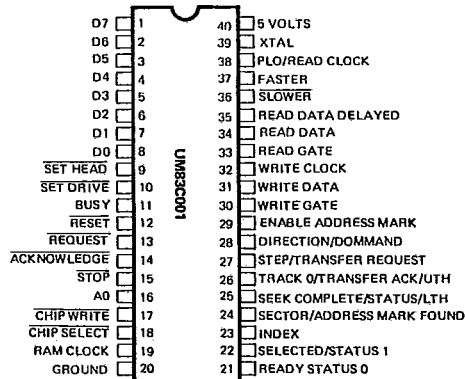 D7 1 40 5 VOLTS
D6 2 39 XTAL
D5 3 38 PLO/READ CLOCK
D4 4 37 FASTER
D3 5 36 SLOWER
D2 6 35 READ DATA DELAYED
D1 7 34 READ DATA
D0 8 33 READ GATE
SET HEAD 9 32 WRITE CLOCK
SET DRIVE 10 31 WRITE DATA
BUSY 11 30 WRITE GATE
RESET 12 29 ENABLE ADDRESS MARK
REQUEST 13 28 DIRECTION/DOMMAND
ACKNOWLEDGE 14 27 STEP/TRANSFER REQUEST
STOP 15 26 TRACK 0/TRANSFER ACK/UTH
A0 16 25 SEEK COMPLETE/STATUS/LTH
CHIP WRITE 17 24 SECTOR/ADDRESS MARK FOUND
CHIP SELECT 18 23 INDEX
RAM CLOCK 19 22 SELECTED/STATUS 1
GROUND 20 21 READY STATUS 0
UM83C001